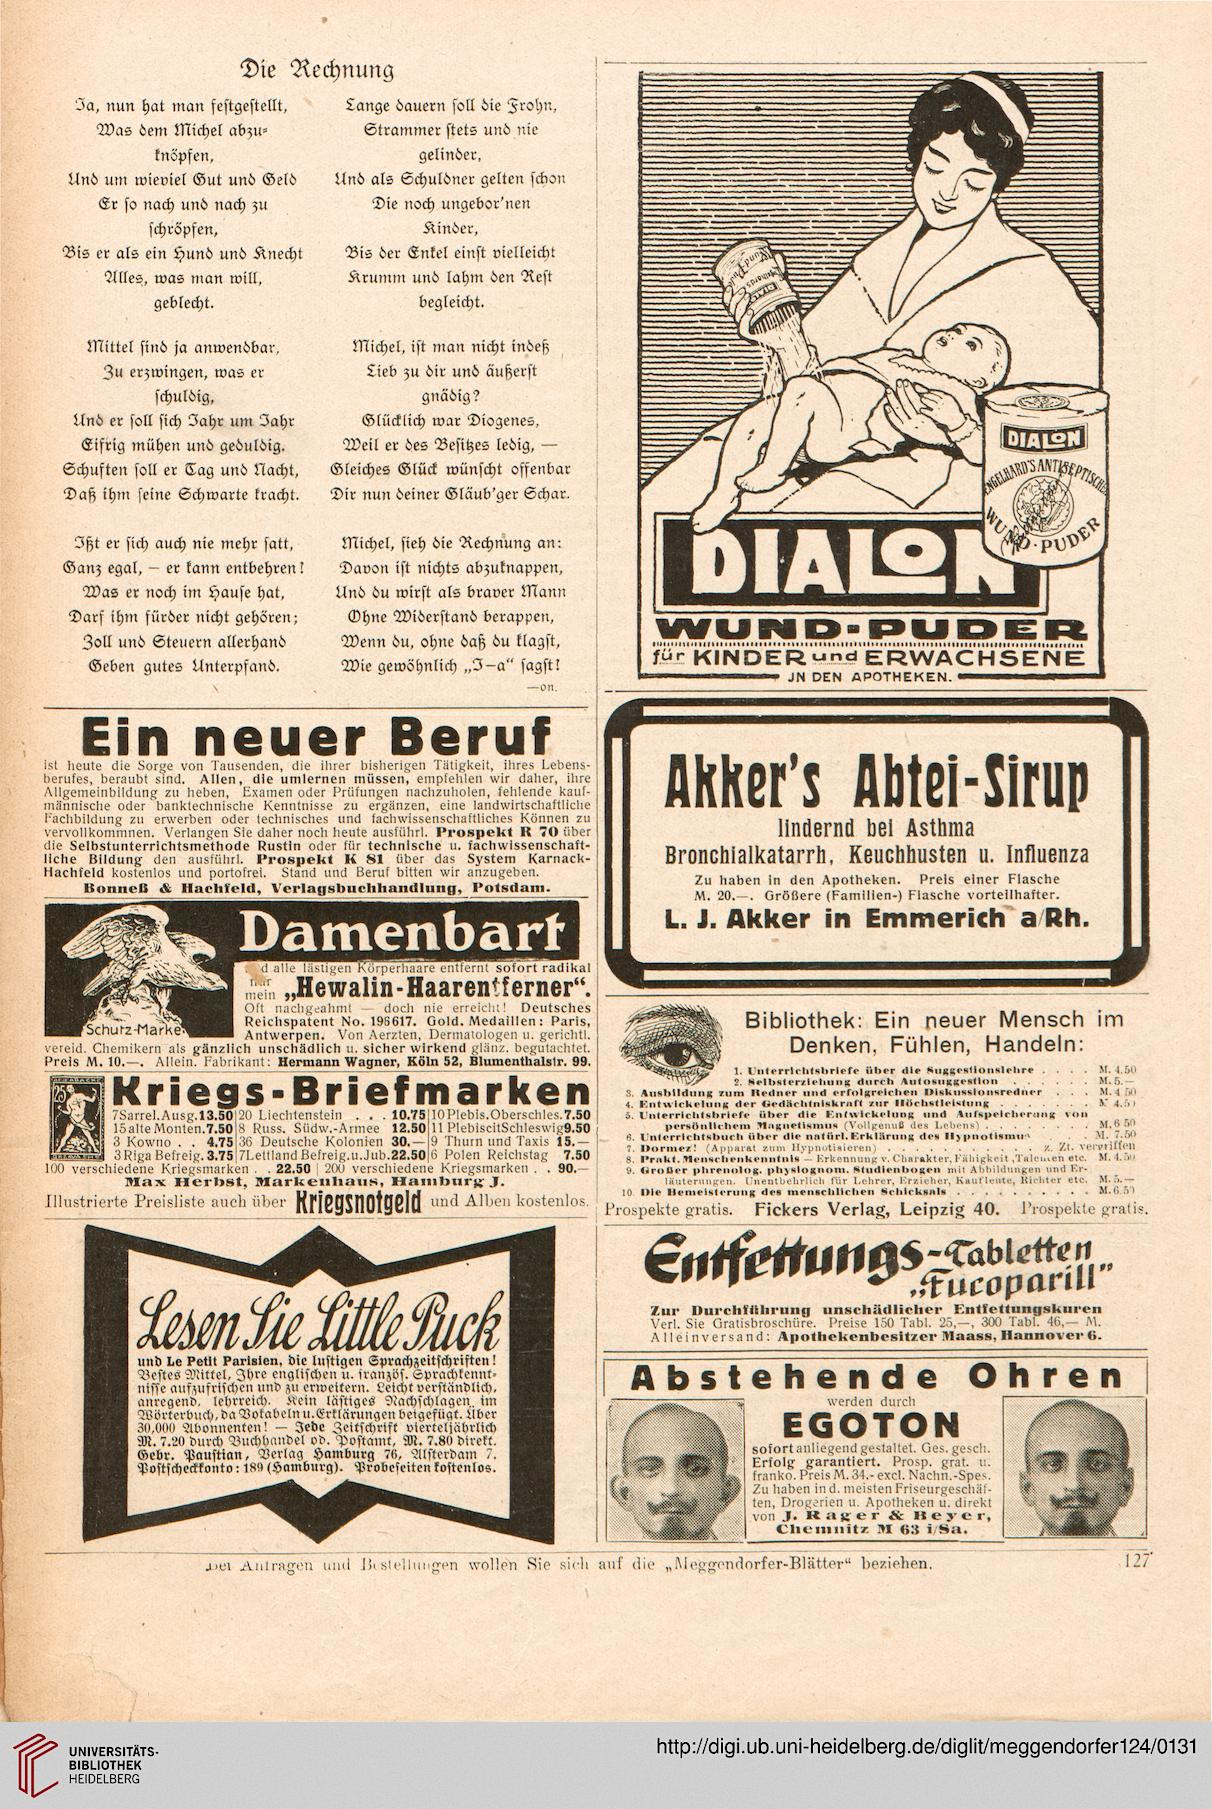 Die Rechnung
Ja, nun hat man festgestellt,
Was dem Michel abzu-
knöpfen,
Und um wieviel Gut und Geld
Er so nach und nach zu
schröpfen,
Bis er als ein Hund und Knecht
Alles, was man will,
geblecht.
Mittel sind ja anwendbar,
Zu erzwingen, was er
schuldig,
Und er soll sich Jahr um Jahr
Eifrig mühen und geduldig.
Schuften soll er Tag und Nacht,
Daß ihm seine Schwarte kracht.
Ißt er sich auch nie mehr satt,
Ganz egal, — er kann entbehren!
Was er noch im Hause hat,
Darf ihm fürder nicht gehören;
Zoll und Steuern allerhand
Geben gutes Unterpfand.
Lange dauern soll die Frohn,
Strammer stets und nie
gelinder,
Und als Schuldner gelten schon
Die noch ungebor'nen
Kinder,
Bis der Enkel einst vielleicht
Krumm und lahm den Rest
begleicht.
Michel, ist man nicht indeß
Lieb zu dir und äußerst
gnädig?
Glücklich war Diogenes,
Weil er des Besitzes ledig, —
Gleiches Glück wünscht offenbar
Dir nun deiner Gläub'ger Schar.
Michel, sieh die Rechnung an:
Davon ist nichts abzuknappen,
Und du wirst als braver Mann
Ohne Widerstand berappen,
Wenn du, ohne daß du klagst,
Wie gewöhnlich „J—a“ sagst!
—on.
DIALON
ENGELHARD'S ANTISEPTISCHER
WUND-PUDER
DIALON
WUND-PUDER
für KINDER und ERWACHSENE
JN DEN APOTHEKEN.
Ein neuer Beruf
ist heute die Sorge von Tausenden, die ihrer bisherigen Tätigkeit, ihres Lebens-
berufes, beraubt sind. Allen, die umlernen müssen, empfehlen wir daher, ihre
Allgemeinbildung zu heben, Examen oder Prüfungen nachzuholen, fehlende kauf-
männische oder banktechnische Kenntnisse zu ergänzen, eine landwirtschaftliche
Fachbildung zu erwerben oder technisches und fachwissenschaftliches Können zu
vervollkommnen. Verlangen Sie daher noch heute ausführl. Prospekt R 70 über
die Selbstunterrichtsmethode Rustin oder für technische u. fachwissenschaft-
liche Bildung den ausführl. Prospekt K 81 über das System Karnack-
Hachfeld kostenlos und portofrei. Stand und Beruf bitten wir anzugeben.
Bonneß & Hachfeld, Verlagsbuchhandlung, Potsdam.
Schutz-Marke.
Damenbart
d alle lästigen Körperhaare entfernt sofort radikal
nur
mein „Hewalin-Haarentferner“.
Oft nachgeahmt — doch nie erreicht! Deutsches
Reichspatent No. 196617. Gold. Medaillen: Paris,
Antwerpen. Von Aerzten, Dermatologen u. gerichtl.
vereid. Chemikern als gänzlich unschädlich u. sicher wirkend glänz. begutachtet.
Preis M. 10.—. Allein. Fabrikant: Hermann Wagner, Köln 52, Blumenthalstr. 99.
Kriegs-Briefmarken
7 Sarrel. Ausg. 13.50 | 20 Liechtenstein . . . 10.75 | 10 Plebis. Oberschles. 7.50
15 alte Monten. 7.50 | 8 Russ. Südw.-Armee 12.50 | 11 Plebiscit Schleswig 9.50
3 Kowno . . 4.75 | 36 Deutsche Kolonien 30.— | 9 Thurn und Taxis 15.—
3 Riga Befreig. 3.75 | 7 Lettland Befreig. u. Jub. 22.50 | 6 Polen Reichstag 7.50
100 verschiedene Kriegsmarken . . 22.50 | 200 verschiedene Kriegsmarken . . 90.—
Max Herbst, Markenhaus, Hamburg J.
Illustrierte Preisliste auch über Kriegsnotgeld und Alben kostenlos.
Lesen Sie Little Puck
und Le Petit Parisien, die lustigen Sprachzeitschriften!
Bestes Mittel, Ihre englischen u. französ. Sprachkennt-
nisse aufzufrischen und zu erweitern. Leicht verständlich,
anregend, lehrreich. Kein lästiges Nachschlagen im
Wörterbuch, da Vokabeln u. Erklärungen beigefügt. Über
30,000 Abonnenten! — Jede Zeitschrift vierteljährlich
M. 7.20 durch Buchhandel od. Postamt, M. 7.80 direkt.
Gebr. Paustian, Verlag Hamburg 76, Alsterdam 7.
Postscheckkonto: 189 (Hamburg). Probeseiten kostenlos.
Akker's Abtei-Sirup
lindernd bei Asthma
Bronchialkatarrh, Keuchhusten u. Influenza
Zu haben in den Apotheken. Preis einer Flasche
M. 20.—. Größere (Familien-) Flasche vorteilhafter.
L. J. Akker in Emmerich a/Rh.
Bibliothek: Ein neuer Mensch im
Denken, Fühlen, Handeln:
1. Unterrichtsbriefe über die Suggestionslehre . . . . M. 4.50
2. Selbsterziehung durch Autosuggestion . . . . M. 5.—
3. Ausbildung zum Redner und erfolgreichen Diskussionsredner . . . M. 4.50
4. Entwickelung der Gedächtniskraft zur Höchstleistung . . . .
5. Unterrichtsbriefe über die Entwickelung und Aufspeicherung von
persönlichem Magnetismus (Vollgenuß des Lebens) . . . . M. 6.50
6. Unterrichtsbuch über die natürl. Erklärung des Hypnotismus . . M. 7.50
7. Dormez! (Apparat zum Hypnotisieren) . . . . z. Zt. vergriffen
8. Prakt. Menschenkenntnis — Erkennung v. Charakter, Fähigkeit, Talenten etc. M. 4.50
9. Großer phrenolog. physiognom. Studienbogen mit Abbildungen und Er-
läuterungen. Unentbehrlich für Lehrer, Erzieher, Kaufleute, Richter etc. M. 5.—
10. Die Bemeisterung des menschlichen Schicksals . . . . M. 6.50
Prospekte gratis. Fickers Verlag, Leipzig 40. Prospekte gratis.
Entfettungs-Tabletten
„Fucoparill“
Zur Durchführung unschädlicher Entfettungskuren
Verl. Sie Gratisbroschüre. Preise 150 Tabl. 25,—, 300 Tabl. 46,— M.
Alleinversand: Apothekenbesitzer Maass, Hannover 6.
Abstehende Ohren
werden durch
EGOTON
sofort anliegend gestaltet. Ges. gesch.
Erfolg garantiert. Prosp. grat. u.
franko. Preis M. 34.- excl. Nachn.-Spes.
Zu haben in d. meisten Friseurgeschäf-
ten, Drogerien u. Apotheken u. direkt
von J. Rager & Beyer,
Chemnitz M 63 i/Sa.
Bei Anfragen und Bestellungen wollen Sie sich auf die „Meggendorfer-Blätter“ beziehen.
127
UNIVERSITÄTS-
BIBLIOTHEK
HEIDELBERG
http://digi.ub.uni-heidelberg.de/diglit/meggendorfer124/0131